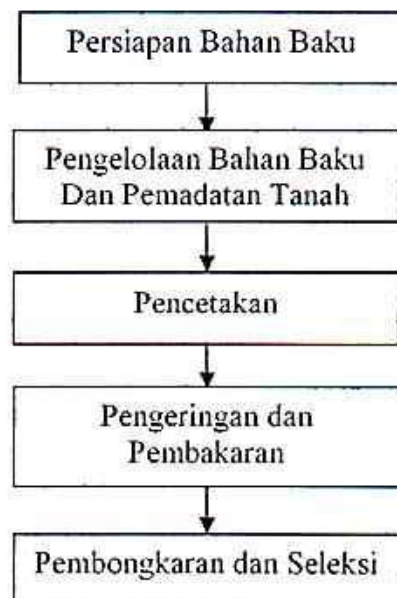 Persiapan Bahan Baku
Pengelolaan Bahan Baku
Dan Pemadatan Tanah
Pencetakan
Pengeringan dan
Pembakaran
Pembongkaran dan Seleksi